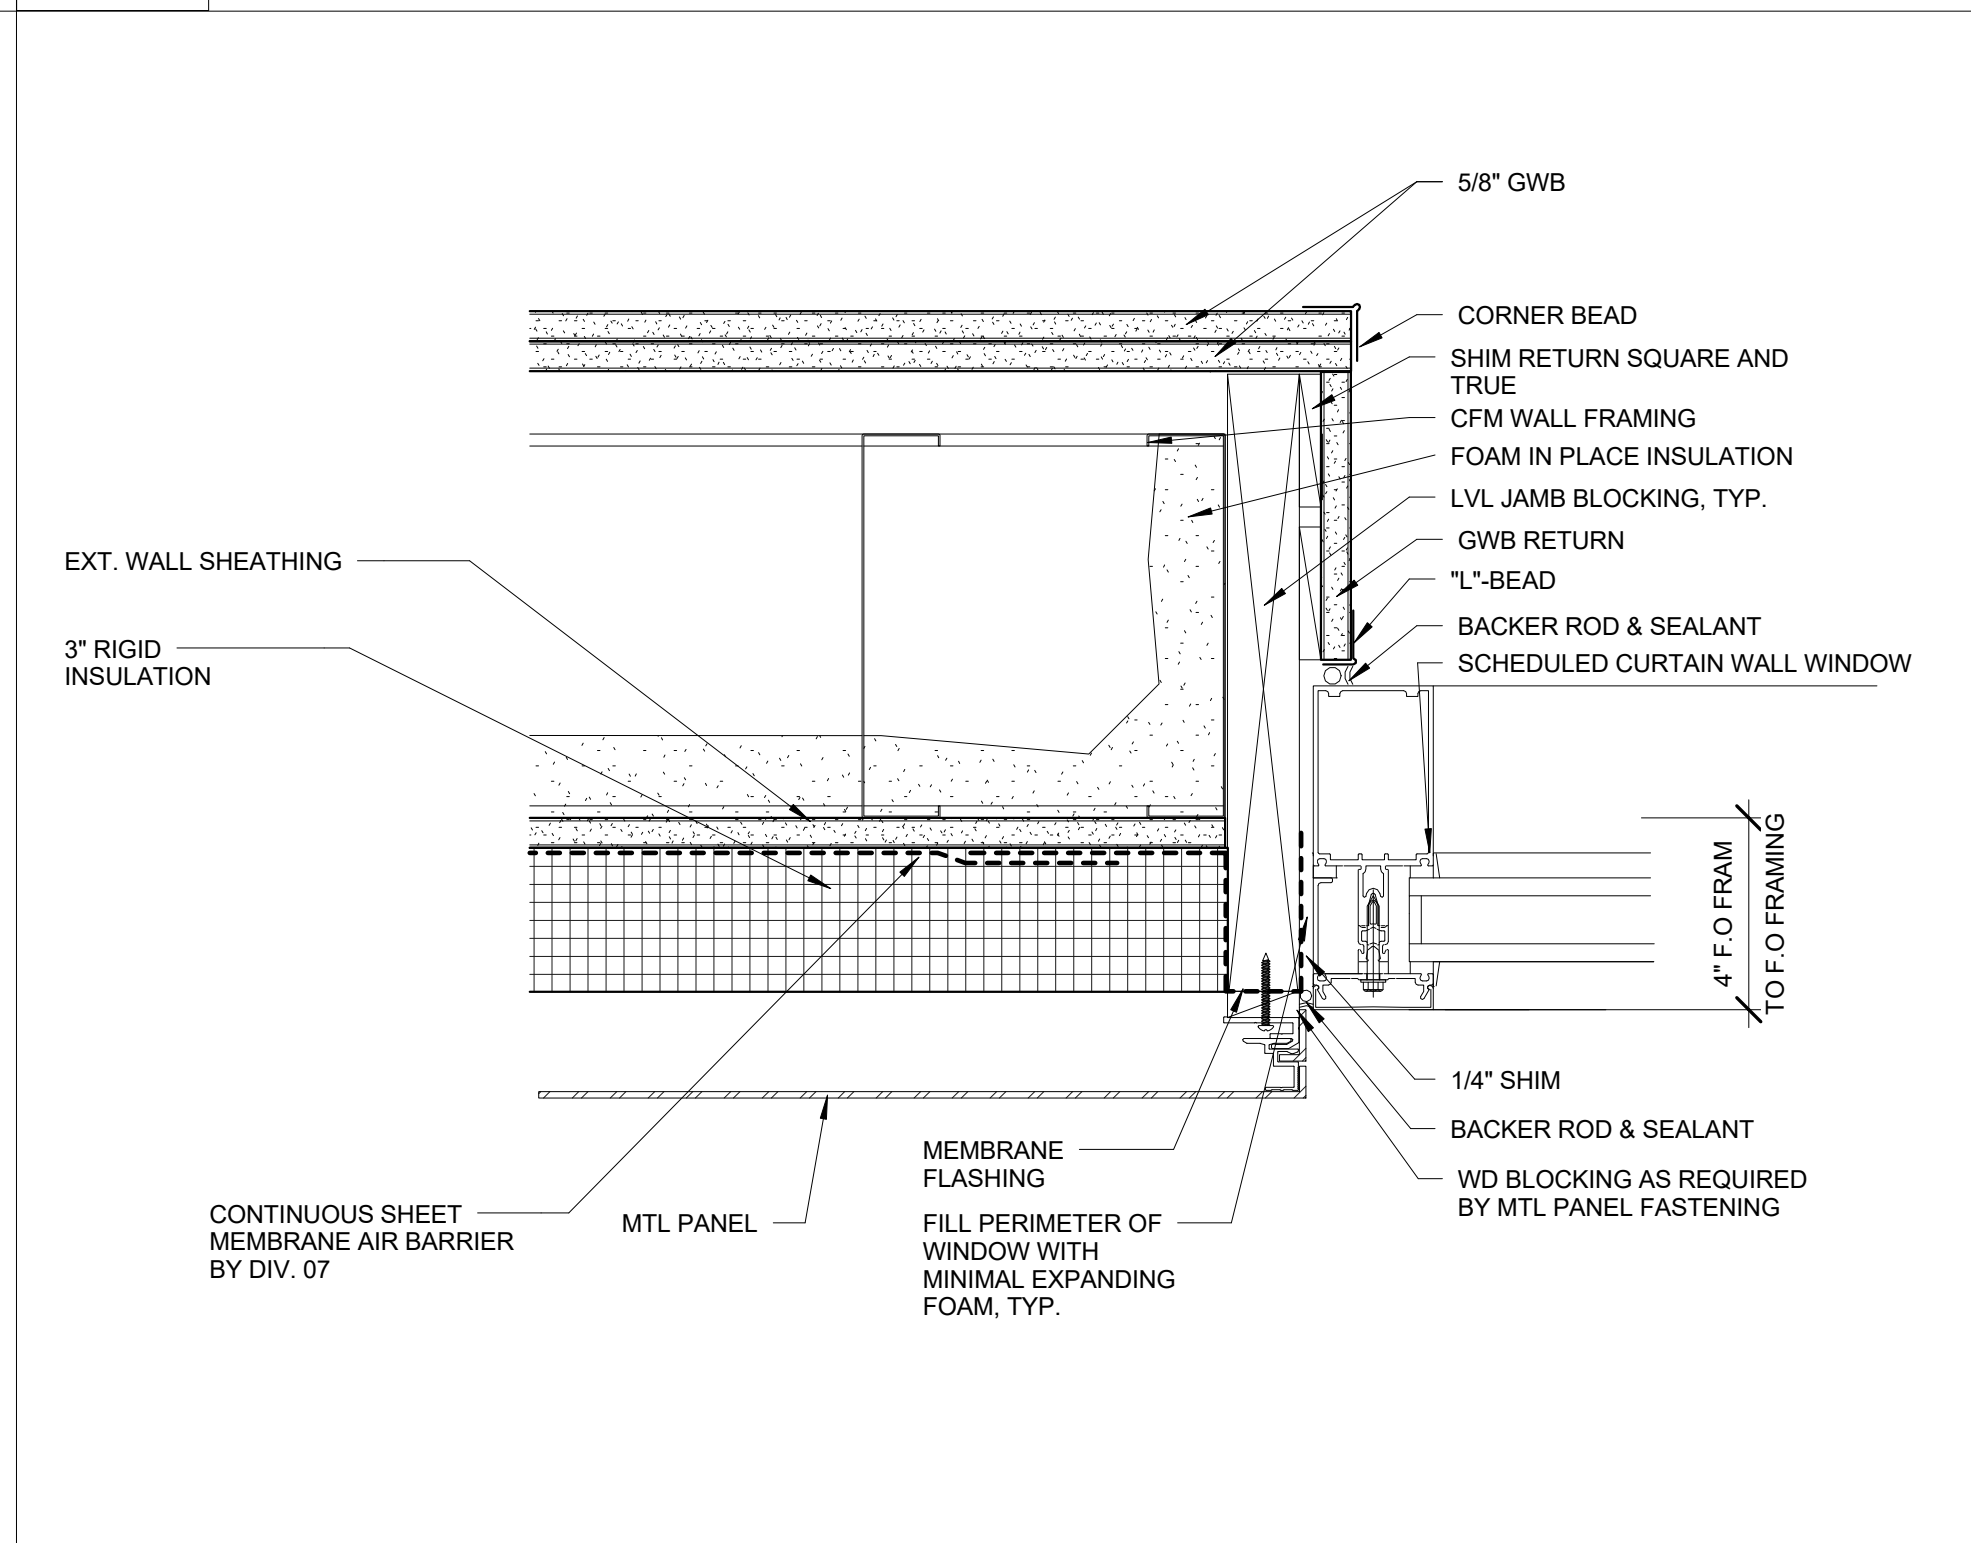 5/8" GWB
CORNER BEAD
SHIM RETURN SQUARE AND
TRUE
CFM WALL FRAMING
FOAM IN PLACE INSULATION
LVL JAMB BLOCKING, TYP.
GWB RETURN
"L"-BEAD
BACKER ROD & SEALANT
SCHEDULED CURTAIN WALL WINDOW
EXT. WALL SHEATHING
3" RIGID
INSULATION
4" F.O FRAM
TO F.O FRAMING
1/4" SHIM
BACKER ROD & SEALANT
WD BLOCKING AS REQUIRED
BY MTL PANEL FASTENING
MEMBRANE
FLASHING
FILL PERIMETER OF
WINDOW WITH
MINIMAL EXPANDING
FOAM, TYP.
MTL PANEL
CONTINUOUS SHEET
MEMBRANE AIR BARRIER
BY DIV. 07